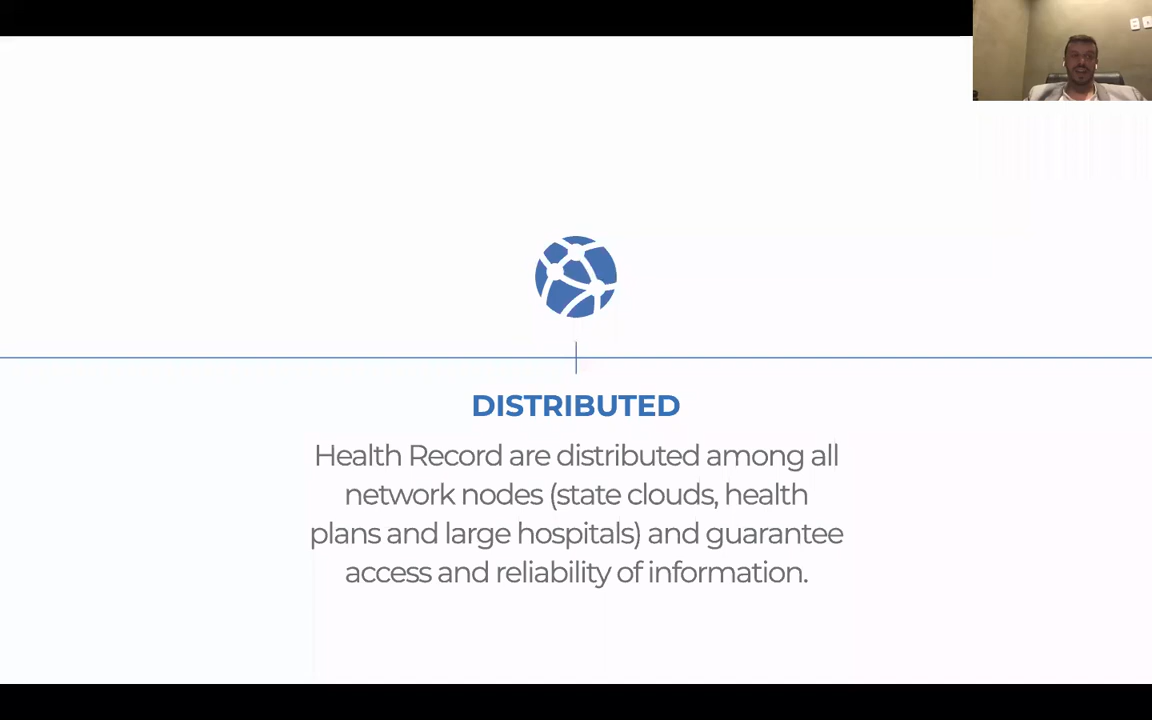 DISTRIBUTED
Health Record are distributed among all
network nodes (state clouds, health
plans and large hospitals) and guarantee
access and reliability of information.